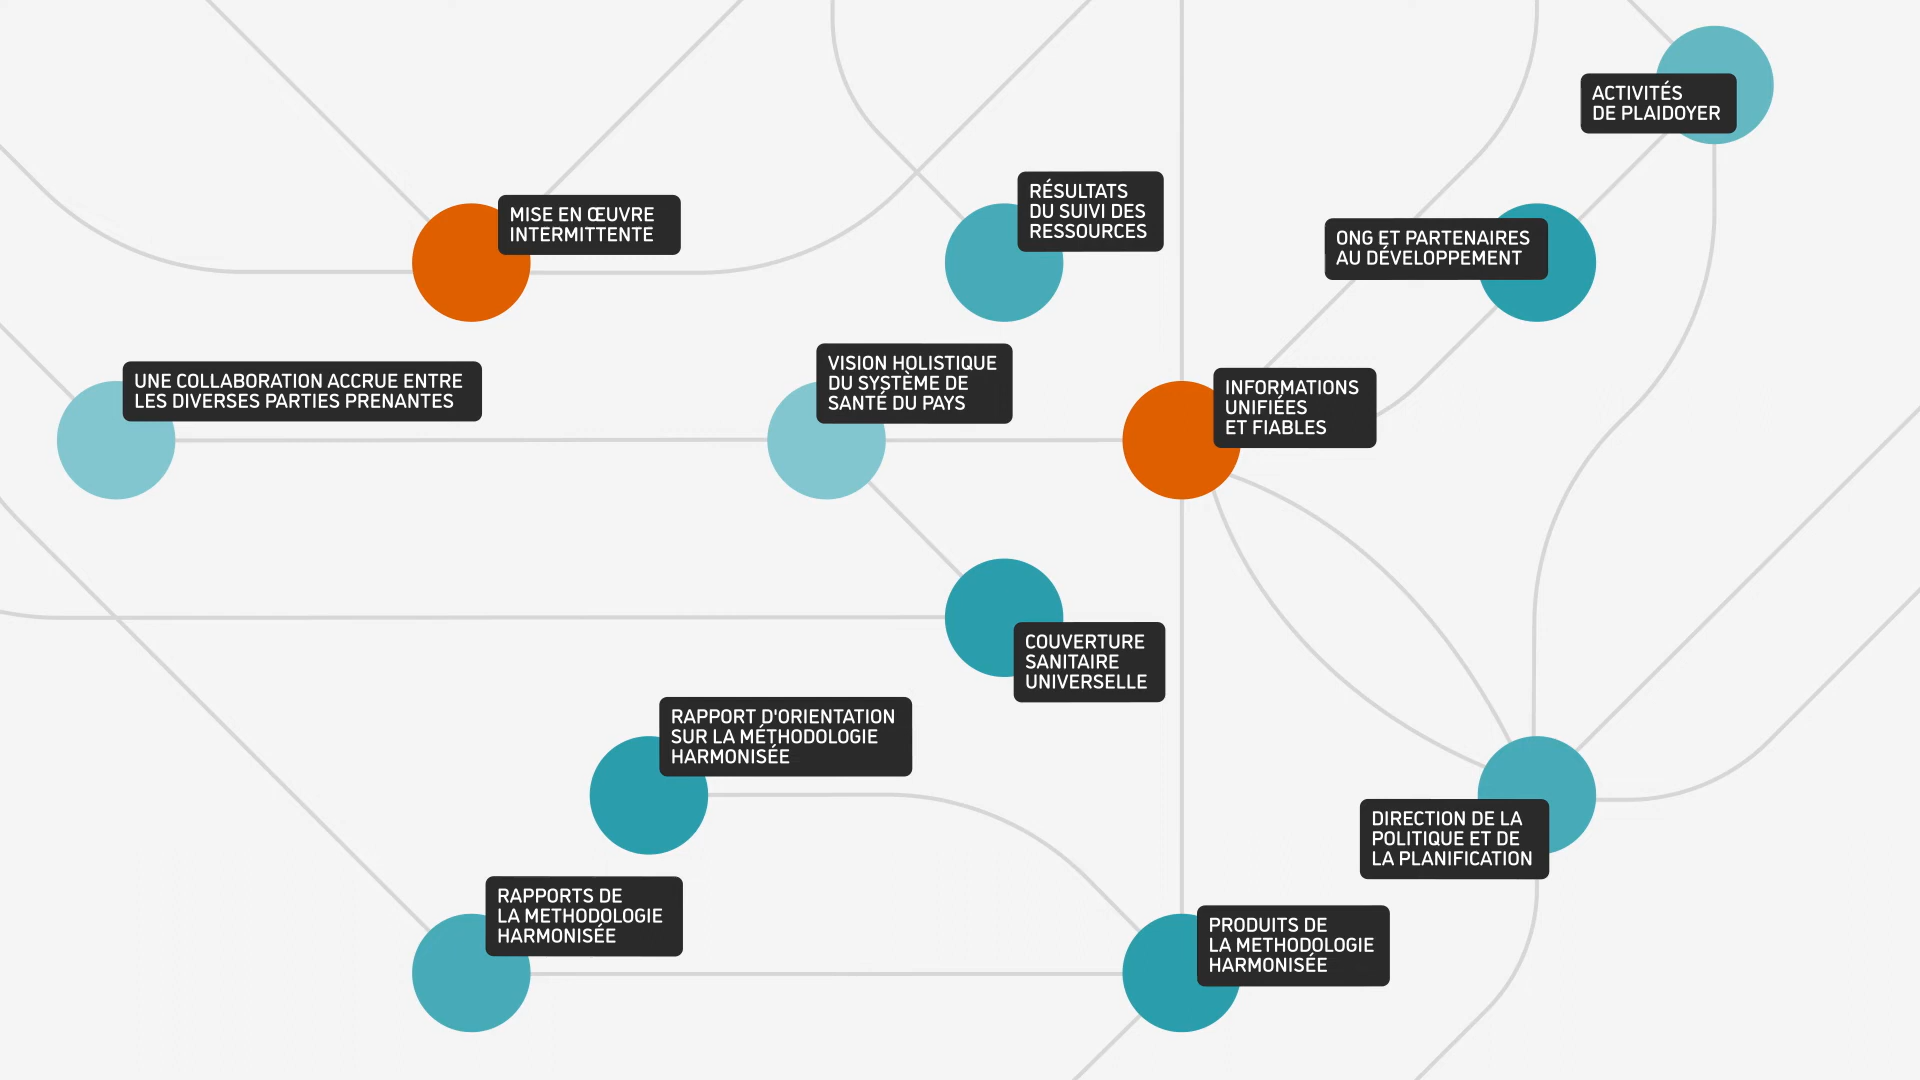 ACTIVITÉS
DE PLAIDOYER
MISE EN ŒUVRE
INTERMITTENTE
RÉSULTATS
DU SUIVI DES
RESSOURCES
ONG ET PARTENAIRES
AU DÉVELOPPEMENT
UNE COLLABORATION ACCRUE ENTRE
LES DIVERSES PARTIES PRENANTES
VISION HOLISTIQUE
DU SYSTÈME DE
SANTÉ DU PAYS
INFORMATIONS
UNIFIÉES
ET FIABLES
COUVERTURE
SANITAIRE
UNIVERSELLE
RAPPORT D'ORIENTATION
SUR LA MÉTHODOLOGIE
HARMONISÉE
DIRECTION DE LA
POLITIQUE ET DE
LA PLANIFICATION
RAPPORTS DE
LA METHODOLOGIE
HARMONISÉE
PRODUITS DE
LA METHODOLOGIE
HARMONISÉE